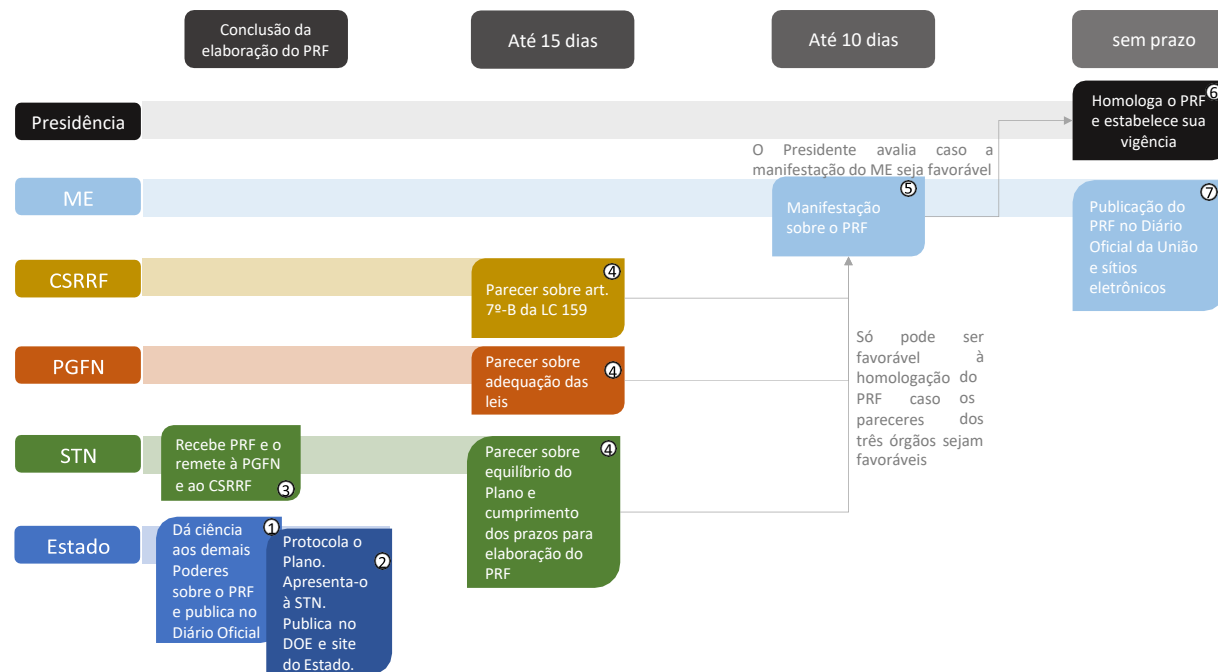 Conclusão da
elaboração do PRF
Até 15 dias
Até 10 dias
sem prazo
Presidência
Homologa o PRF
e estabelece sua
vigência
6
O Presidente avalia caso a
manifestação do ME seja favorável
ME
Manifestação
sobre o PRF
5
Publicação do
PRF no Diário
Oficial da União
e sítios
eletrônicos
7
CSRRF
Parecer sobre art.
7º-B da LC 159
4
PGFN
Parecer sobre
adequação das
leis
4
Só pode ser
favorável à
homologação do
PRF caso os
pareceres dos
três órgãos sejam
favoráveis
STN
Recebe PRF e o
remete à PGFN
e ao CSRRF
3
Parecer sobre
equilíbrio do
Plano e
cumprimento
dos prazos para
elaboração do
PRF
4
Estado
Dá ciência
aos demais
Poderes
sobre o PRF
e publica no
Diário Oficial
1
Protocola o
Plano.
Apresenta-o
à STN.
Publica no
DOE e site
do Estado.
2